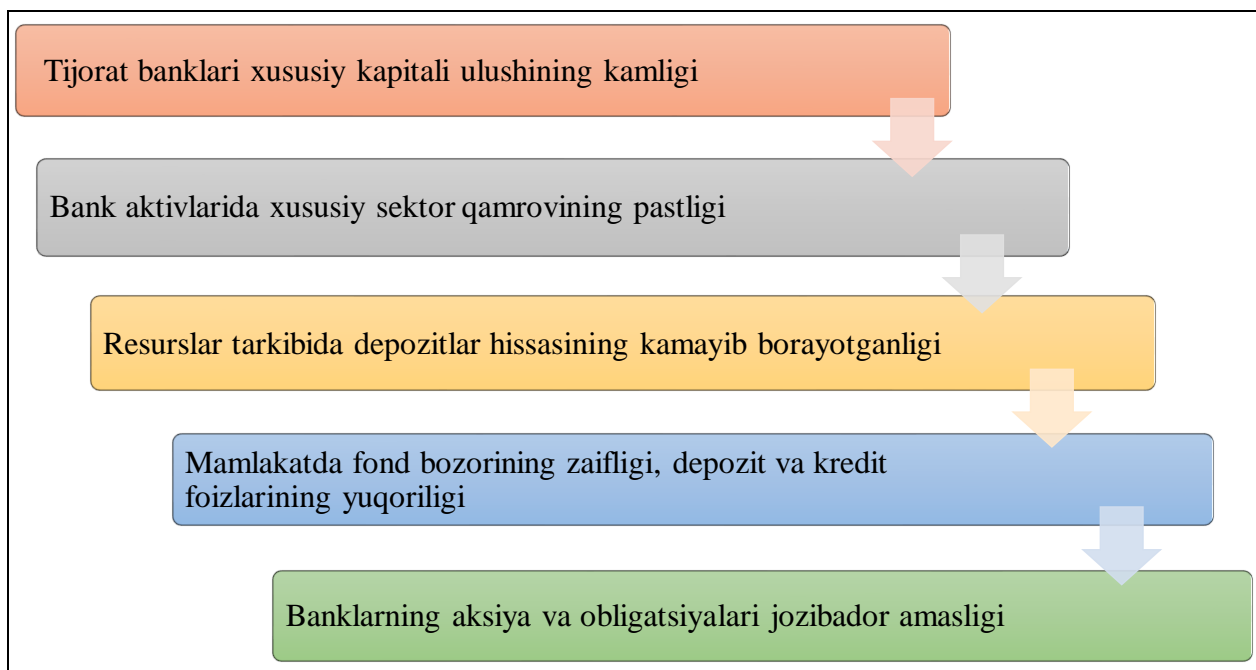 Tijorat banklari xususiy kapitali ulushining kamligi
Bank aktivlarida xususiy sektor qamrovining pastligi
Resurslar tarkibida depozitlar hissasining kamayib borayotganligi
Mamlakatda fond bozorining zaifligi, depozit va kredit
foizlarining yuqoriligi
Banklarning aksiya va obligatsiyalari jozibador amasligi